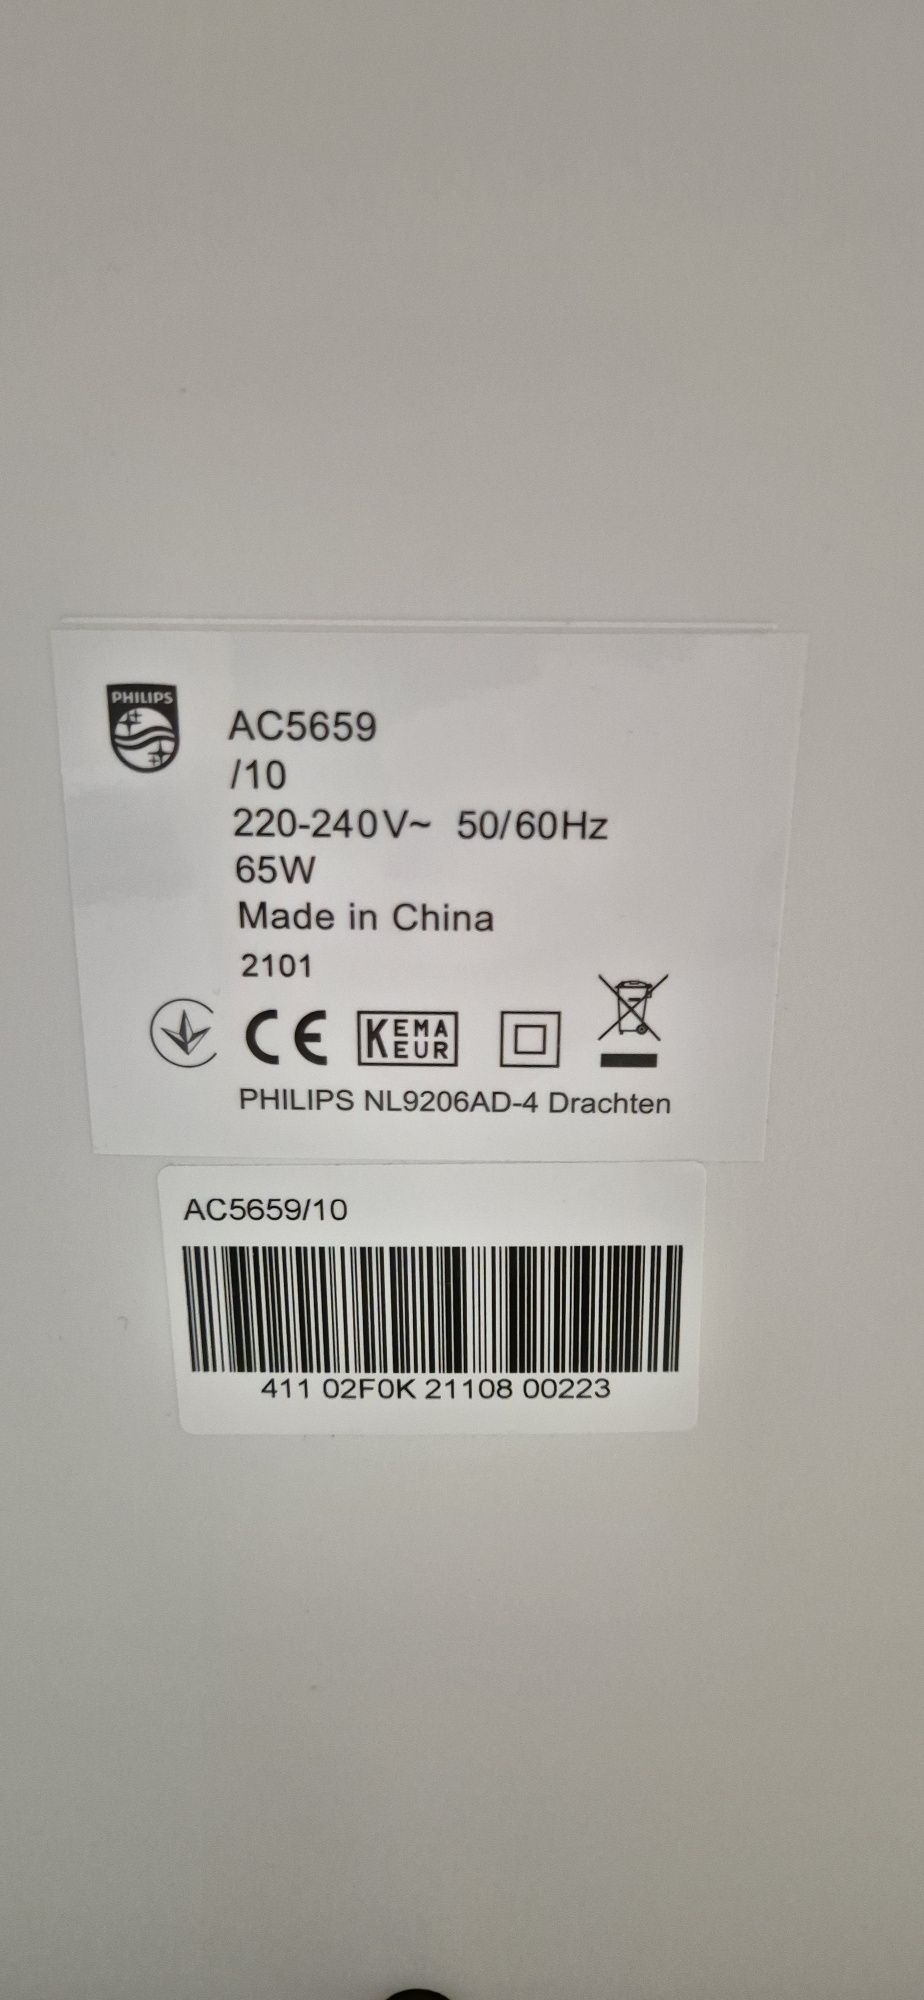 PHILIPS
AC5659
/10
220-240V~ 50/60Hz
65W
Made in China
2101
CE KEMA EUR
PHILIPS NL9206AD-4 Drachten
AC5659/10
411 02F0K 21108 00223